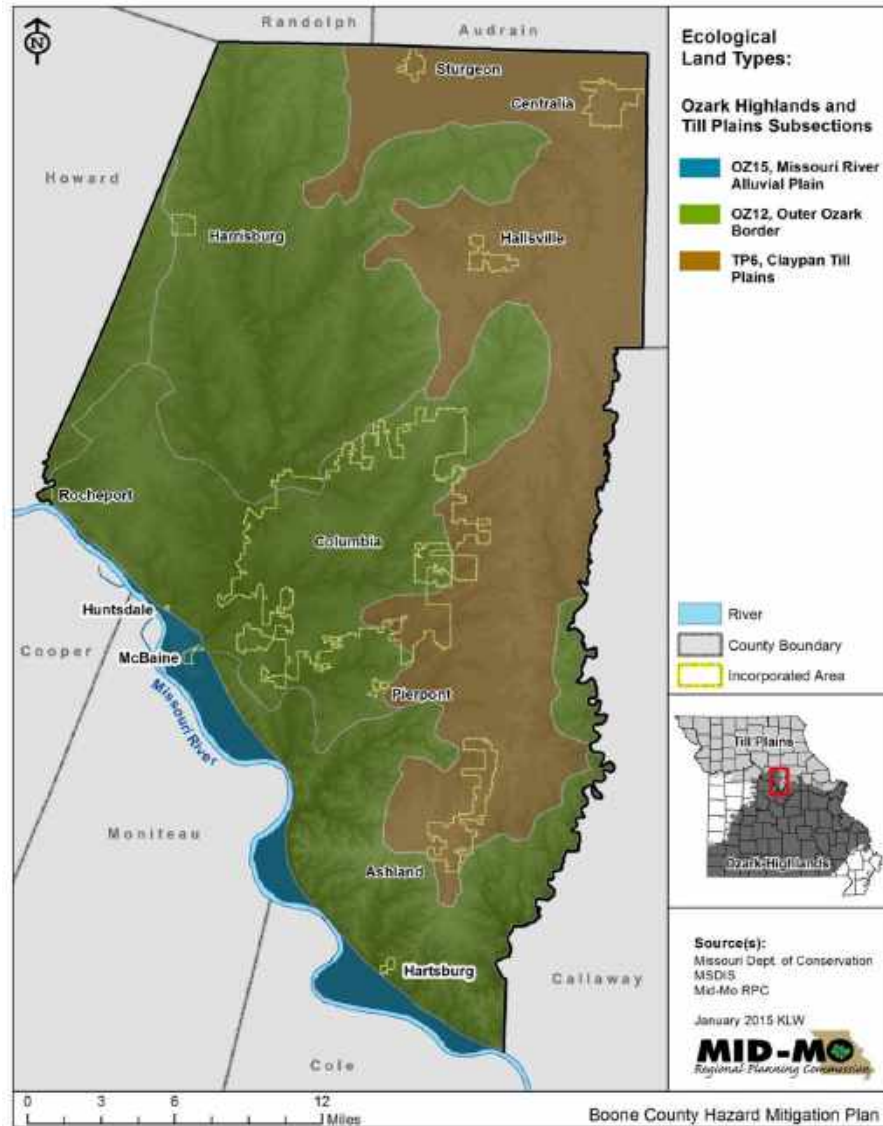 N
Randolph
Audrain
Sturgeon
Centralia
Howard
Harrisburg
Hallsville
Rocheport
Columbia
Huntsdale
Cooper
McBaine
Pierpont
Missouri River
Moniteau
Ashland
Hartsburg
Callaway
Cole
0 3 6 12
Miles
Ecological
Land Types:
Ozark Highlands and
Till Plains Subsections
OZ15, Missouri River
Alluvial Plain
OZ12, Outer Ozark
Border
TP6, Claypan Till
Plains
River
County Boundary
Incorporated Area
Till Plains
Ozark Highlands
Source(s):
Missouri Dept. of Conservation
MSDIS
Mid-Mo RPC
January 2015 KLW
MID-MO
Regional Planning Commission
Boone County Hazard Mitigation Plan